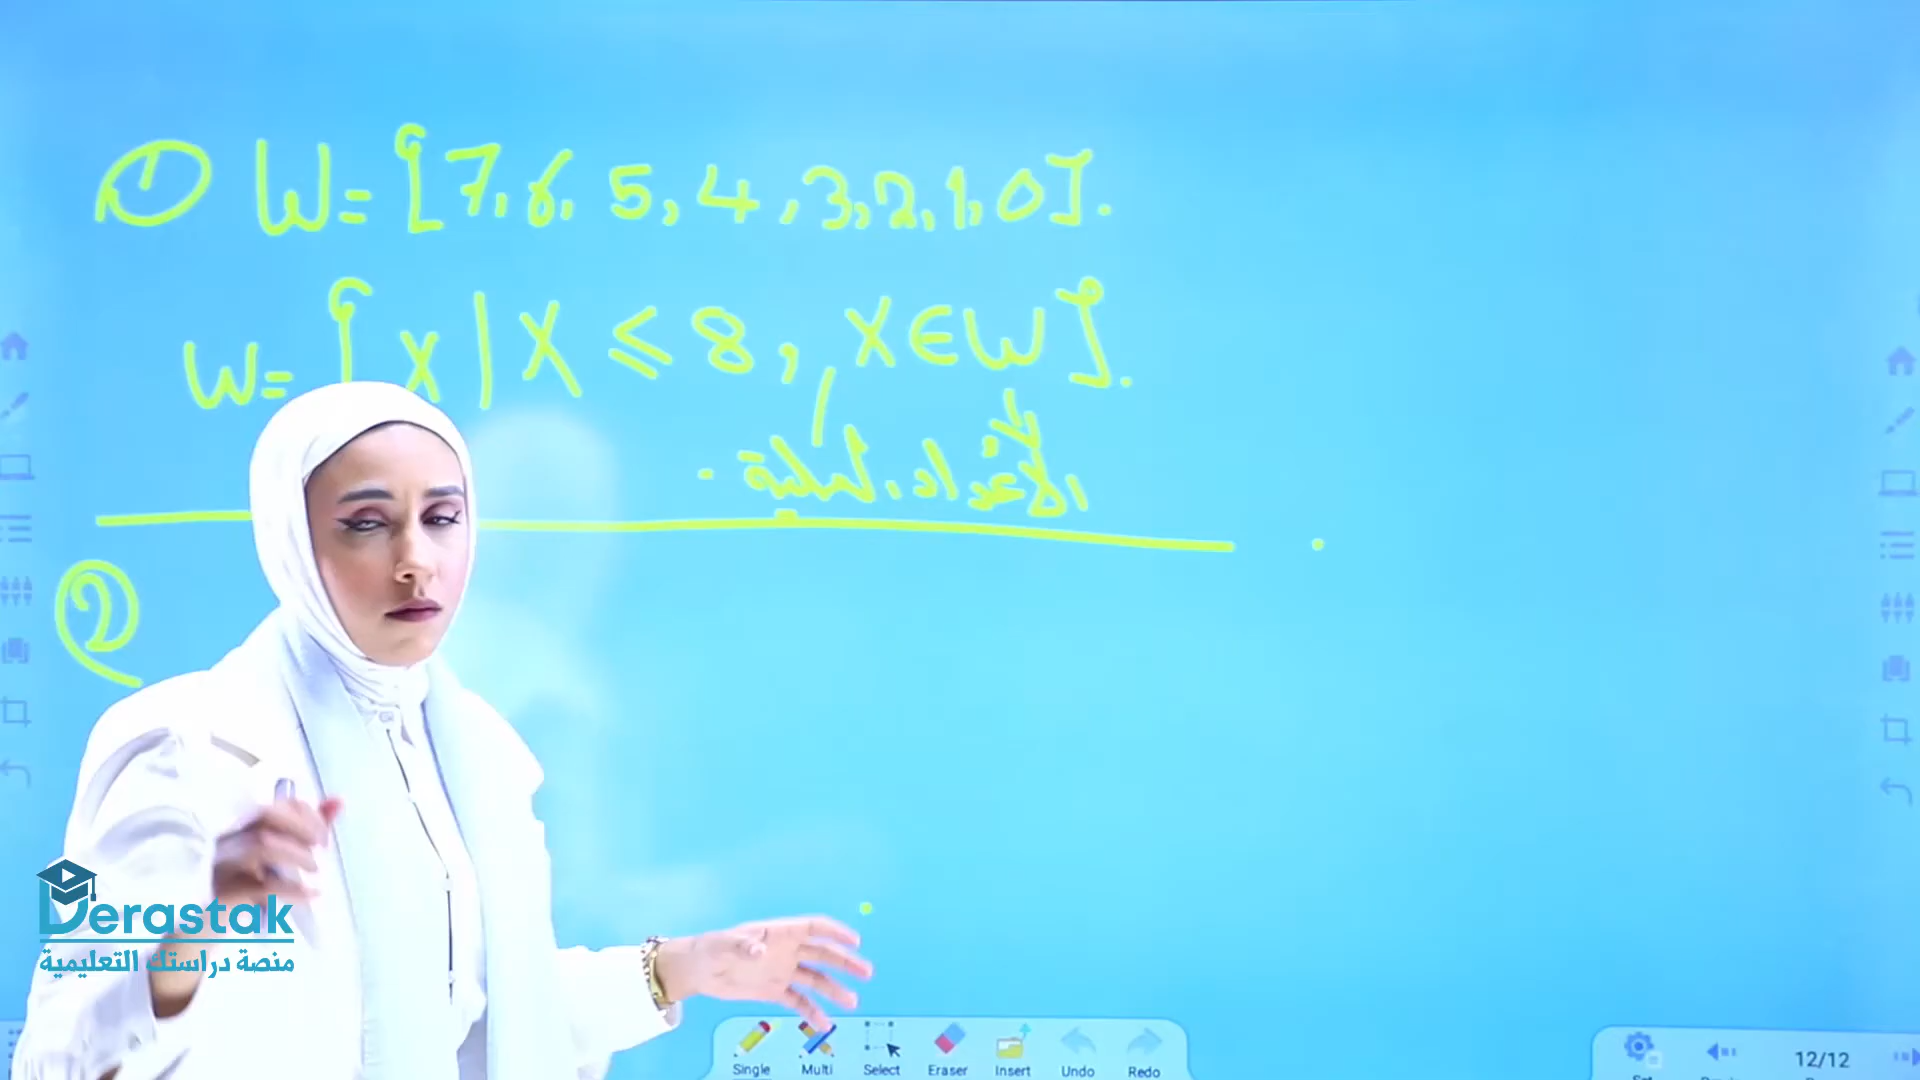 ① W = {7, 6, 5, 4, 3, 2, 1, 0}.
W = {X | X ≤ 8, X ∈ W}.
الأعداد الكلية.
②
Derastak
منصة دراستك التعليمية
Single Multi Select Eraser Insert Undo Redo
12/12